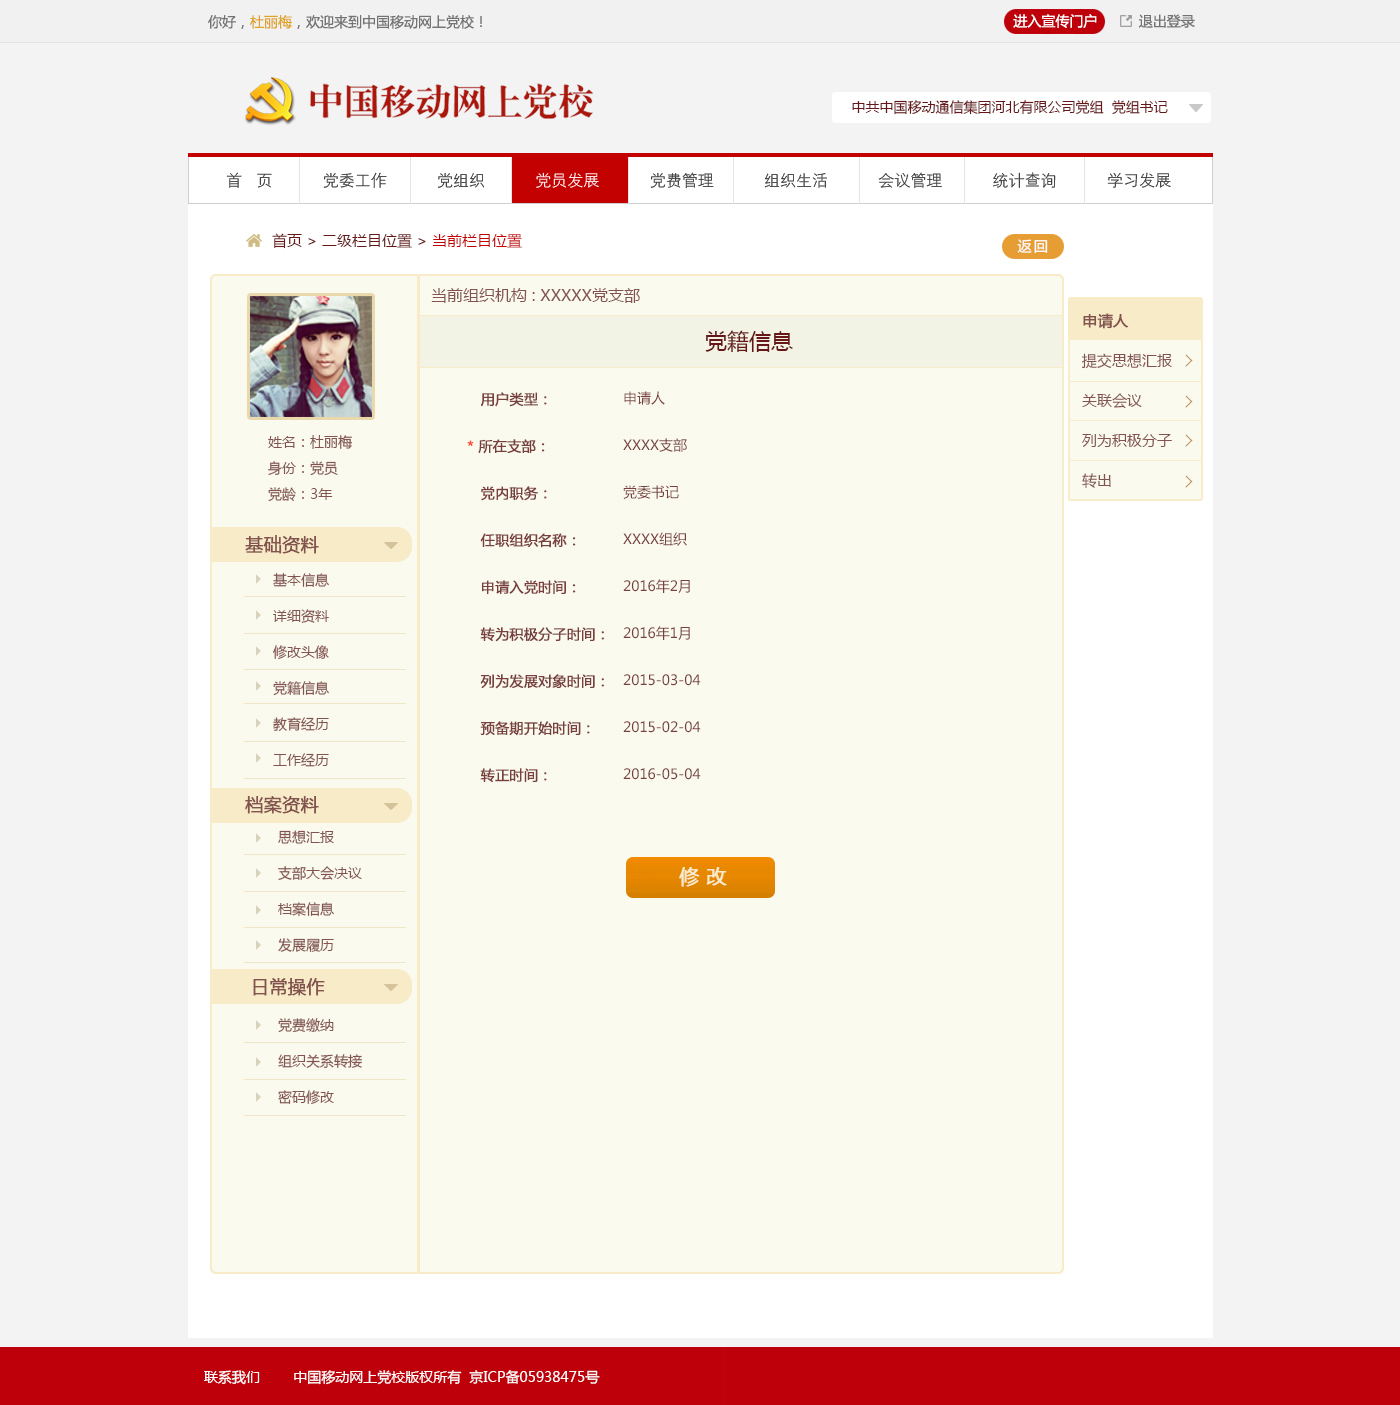 你好，杜丽梅，欢迎来到中国移动网上党校！
进入宣传门户 退出登录
中国移动网上党校
中共中国移动通信集团河北有限公司党组 党组书记
首 页 党委工作 党组织 党员发展 党费管理 组织生活 会议管理 统计查询 学习发展
首页 > 二级栏目位置 > 当前栏目位置
返回
姓名：杜丽梅
身份：党员
党龄：3年
基础资料
基本信息
详细资料
修改头像
党籍信息
教育经历
工作经历
档案资料
思想汇报
支部大会决议
档案信息
发展履历
日常操作
党费缴纳
组织关系转接
密码修改
当前组织机构：XXXXX党支部
党籍信息
用户类型： 申请人
* 所在支部： XXXX支部
党内职务： 党委书记
任职组织名称： XXXX组织
申请入党时间： 2016年2月
转为积极分子时间： 2016年1月
列为发展对象时间： 2015-03-04
预备期开始时间： 2015-02-04
转正时间： 2016-05-04
修 改
申请人
提交思想汇报
关联会议
列为积极分子
转出
联系我们 中国移动网上党校版权所有 京ICP备05938475号